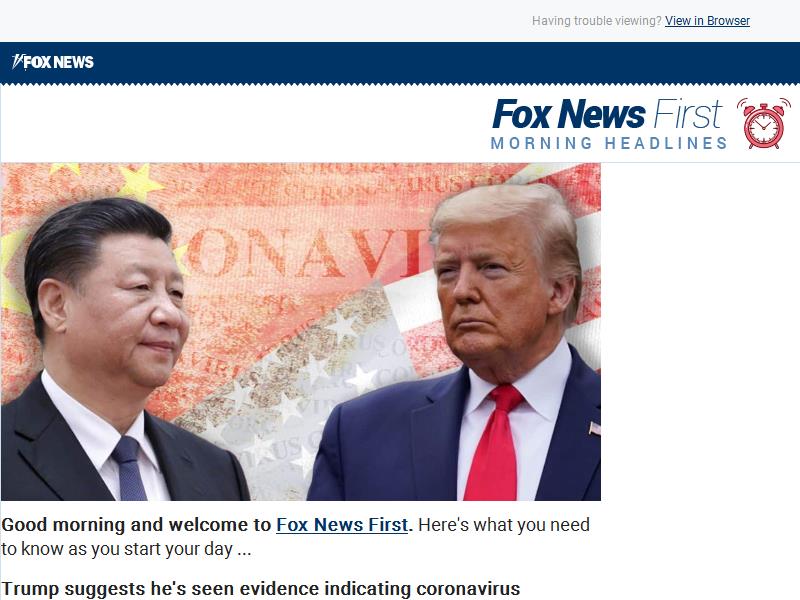 Having trouble viewing? View in Browser
FOX NEWS
Fox News First
MORNING HEADLINES
CORONAVIRUS
ONAVI
Good morning and welcome to Fox News First. Here's what you need
to know as you start your day ...
Trump suggests he's seen evidence indicating coronavirus